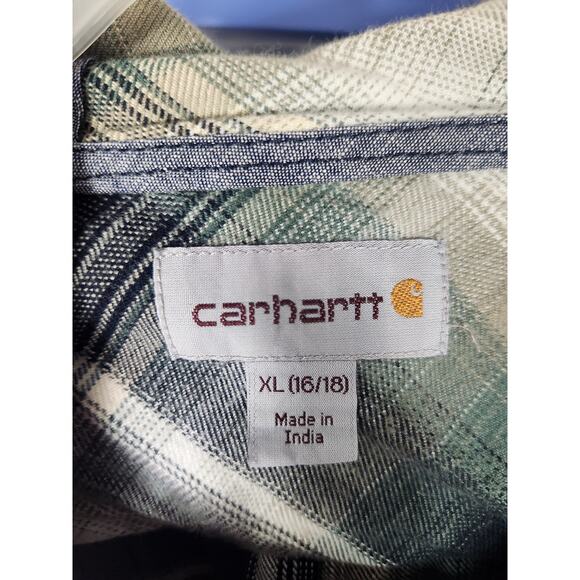 carhartt
XL (16/18)
Made in
India